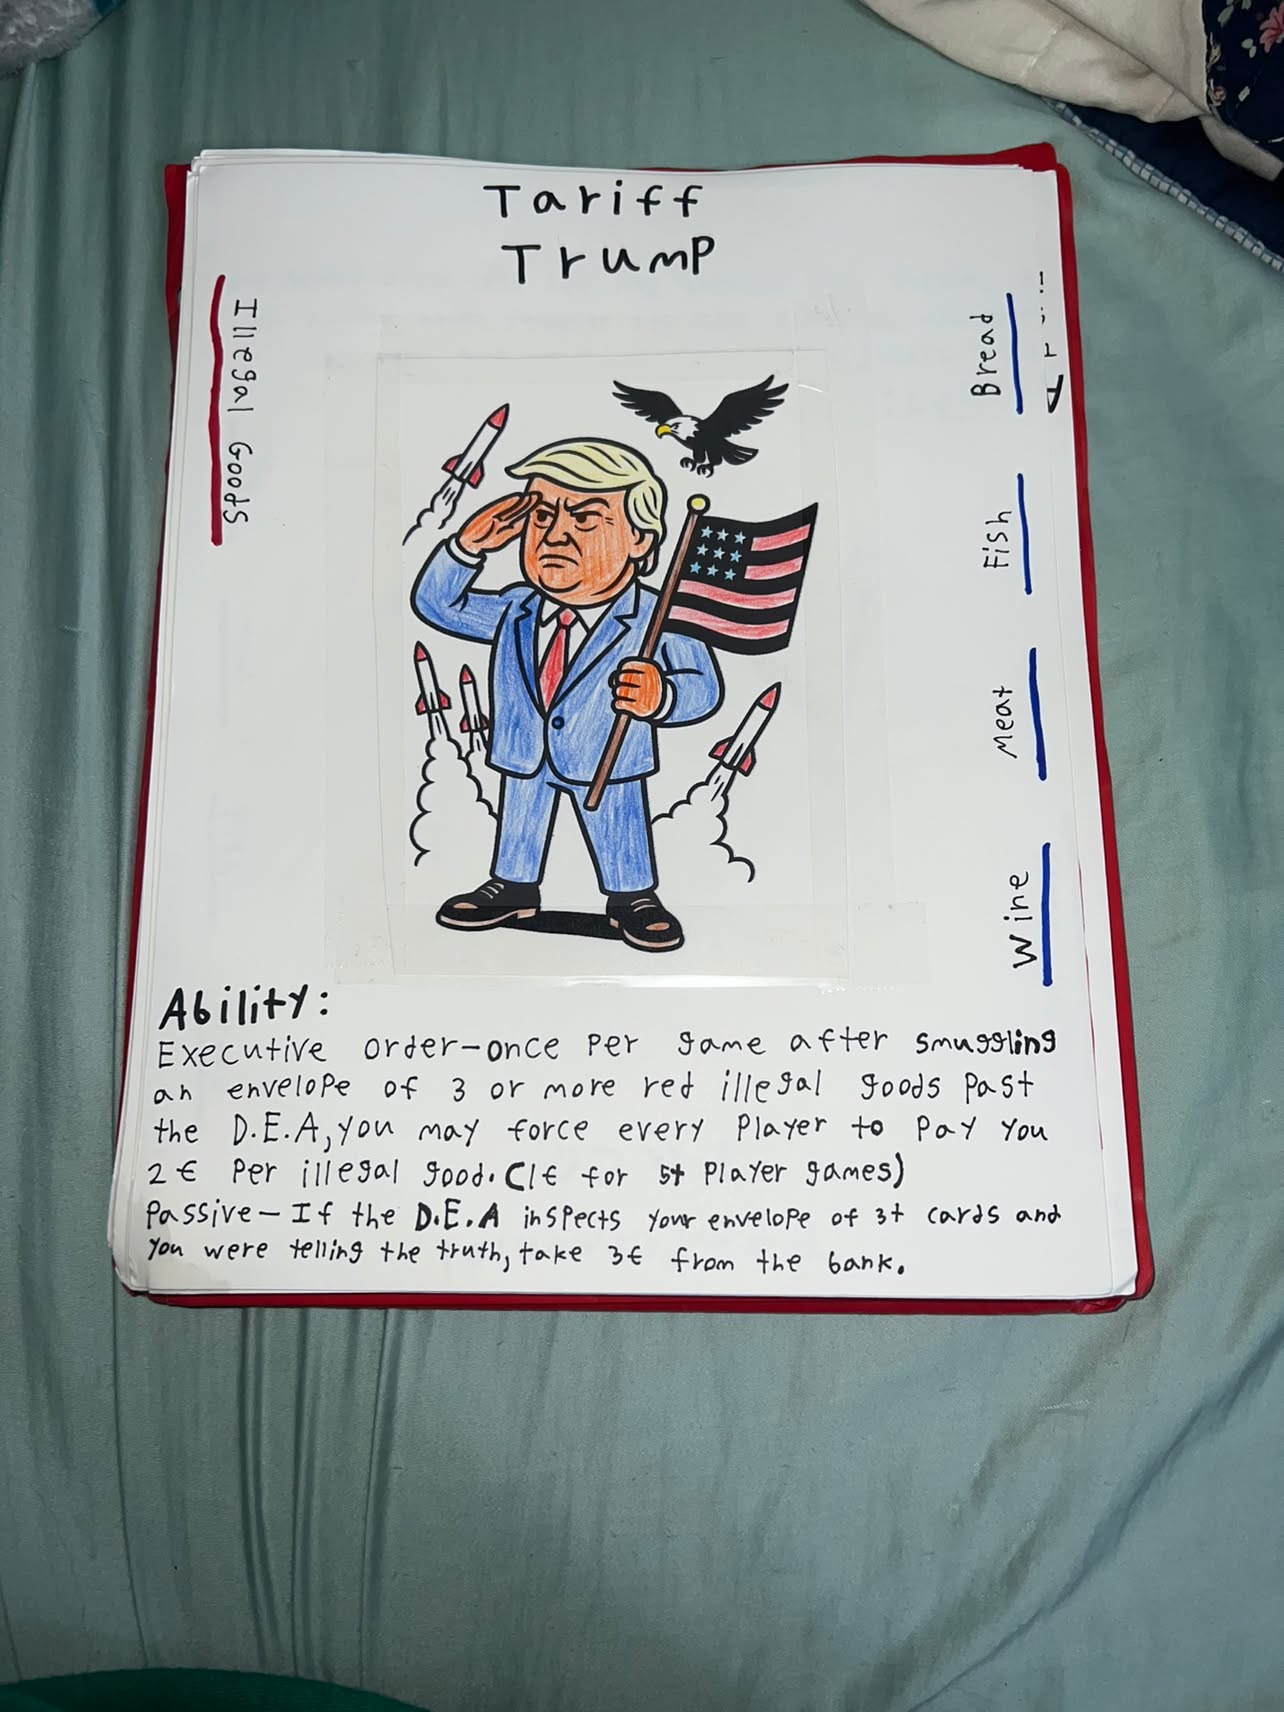 Tariff
Trump
Illegal Goods
Bread
Fish
Meat
Wine
Ability:
Executive order-once per game after smuggling
an envelope of 3 or more red illegal goods past
the D.E.A, you may force every player to pay you
2€ per illegal good. (1€ for 5+ player games)
Passive- If the D.E.A inspects your envelope of 3+ cards and
you were telling the truth, take 3€ from the bank.